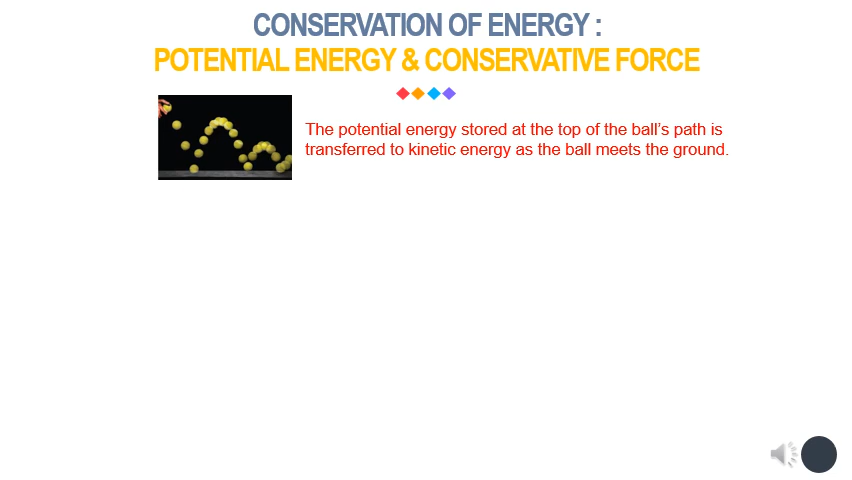 CONSERVATION OF ENERGY :
POTENTIAL ENERGY & CONSERVATIVE FORCE
The potential energy stored at the top of the ball’s path is
transferred to kinetic energy as the ball meets the ground.